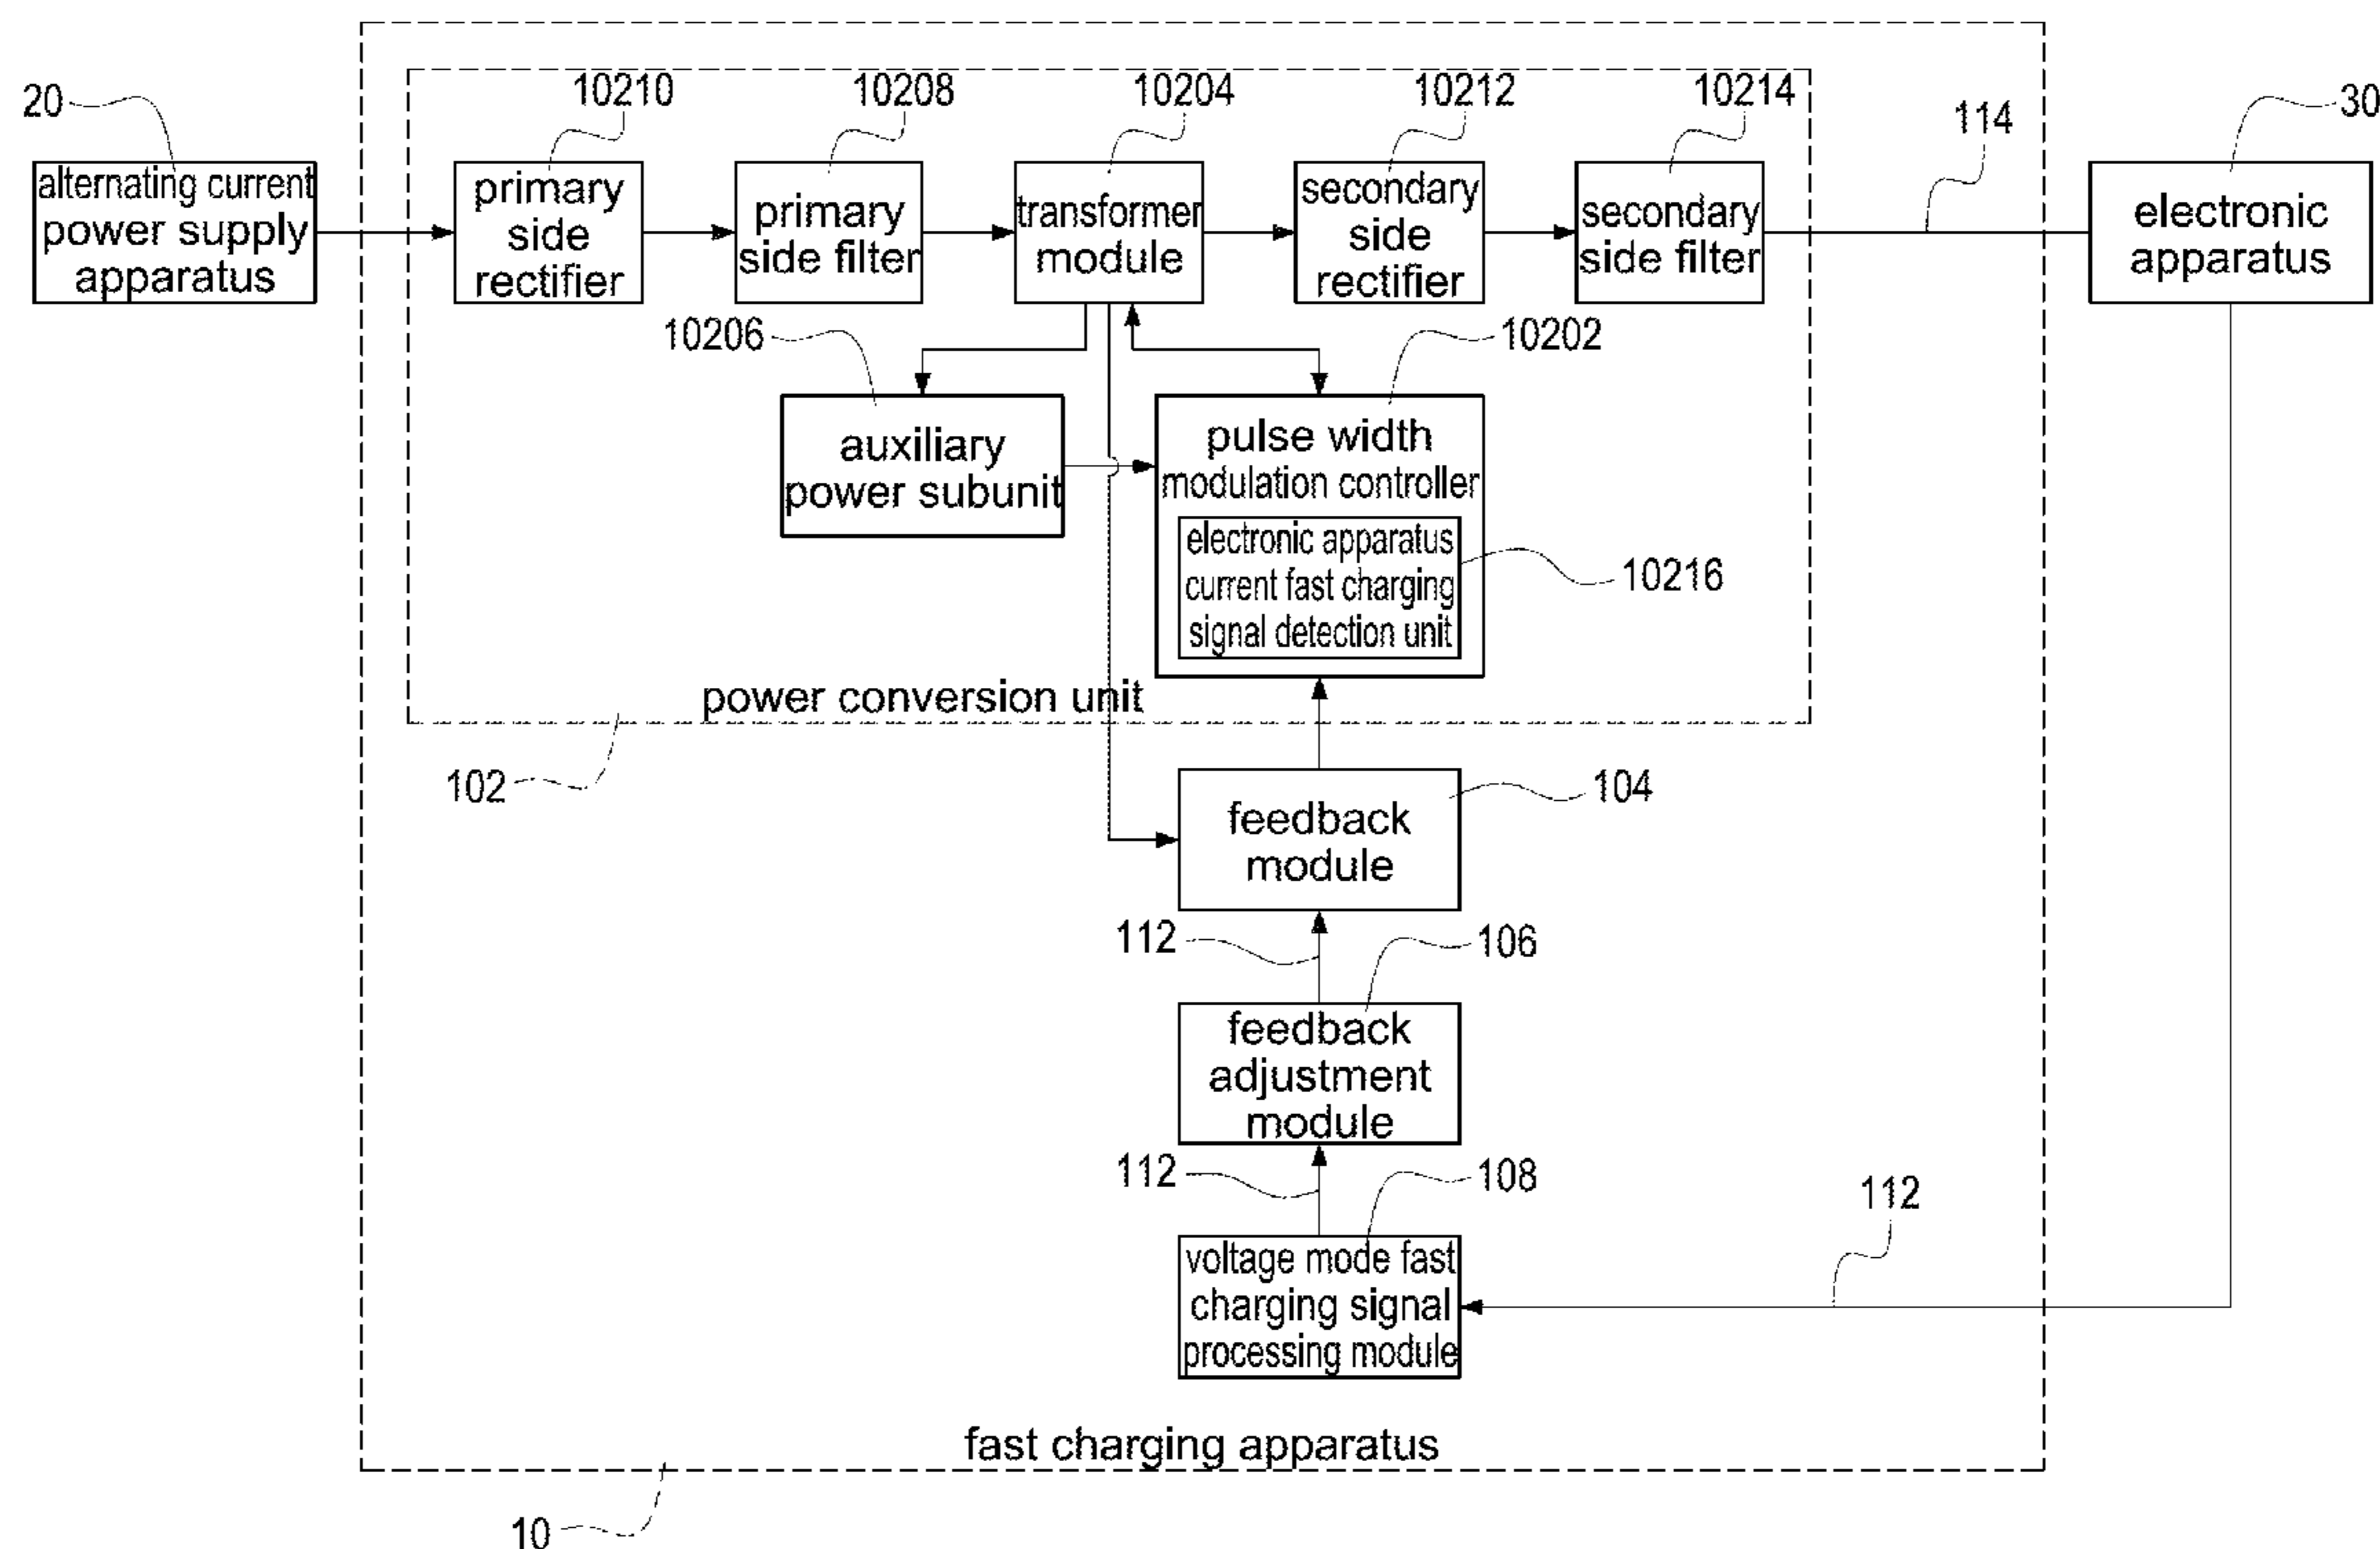 10210
10208
10204
10212
10214
20
30
114
alternating current
power supply
apparatus
primary
side
rectifier
primary
side filter
transformer
module
secondary
side
rectifier
secondary
side filter
electronic
apparatus
10206
10202
auxiliary
power subunit
pulse width
modulation controller
electronic apparatus
current fast charging
signal detection unit
10216
power conversion unit
102
104
feedback
module
112
106
feedback
adjustment
module
112
108
112
voltage mode fast
charging signal
processing module
fast charging apparatus
10